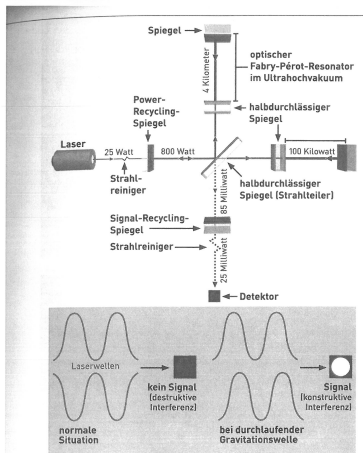 Spiegel
optischer
Fabry-Pérot-Resonator
im Ultrahochvakuum
4 Kilometer
Power-
Recycling-
Spiegel
halbdurchlässiger
Spiegel
Laser
25 Watt
800 Watt
100 Kilowatt
Strahl-
reiniger
halbdurchlässiger
Spiegel (Strahlteiler)
85 Milliwatt
Signal-Recycling-
Spiegel
Strahlreiniger
25 Milliwatt
Detektor
Laserwellen
kein Signal
(destruktive
Interferenz)
Signal
(konstruktive
Interferenz)
normale
Situation
bei durchlaufender
Gravitationswelle